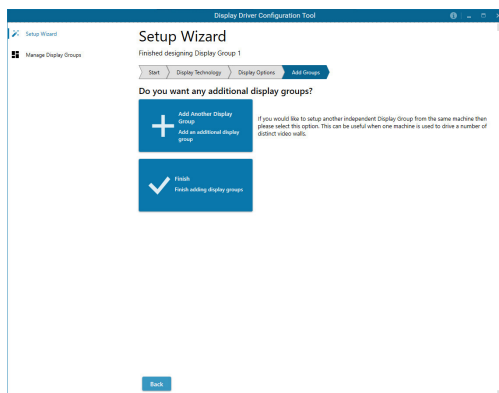 Display Driver Configuration Tool
Setup Wizard
Manage Display Groups
Setup Wizard
Finished designing Display Group 1
Start
Display Technology
Display Options
Add Groups
Do you want any additional display groups?
Add Another Display
Group
Add an additional display
group
If you would like to setup another independent Display Group from the same machine then
please select this option. This can be useful when one machine is used to drive a number of
distinct video walls.
Finish
Finish adding display groups
Back